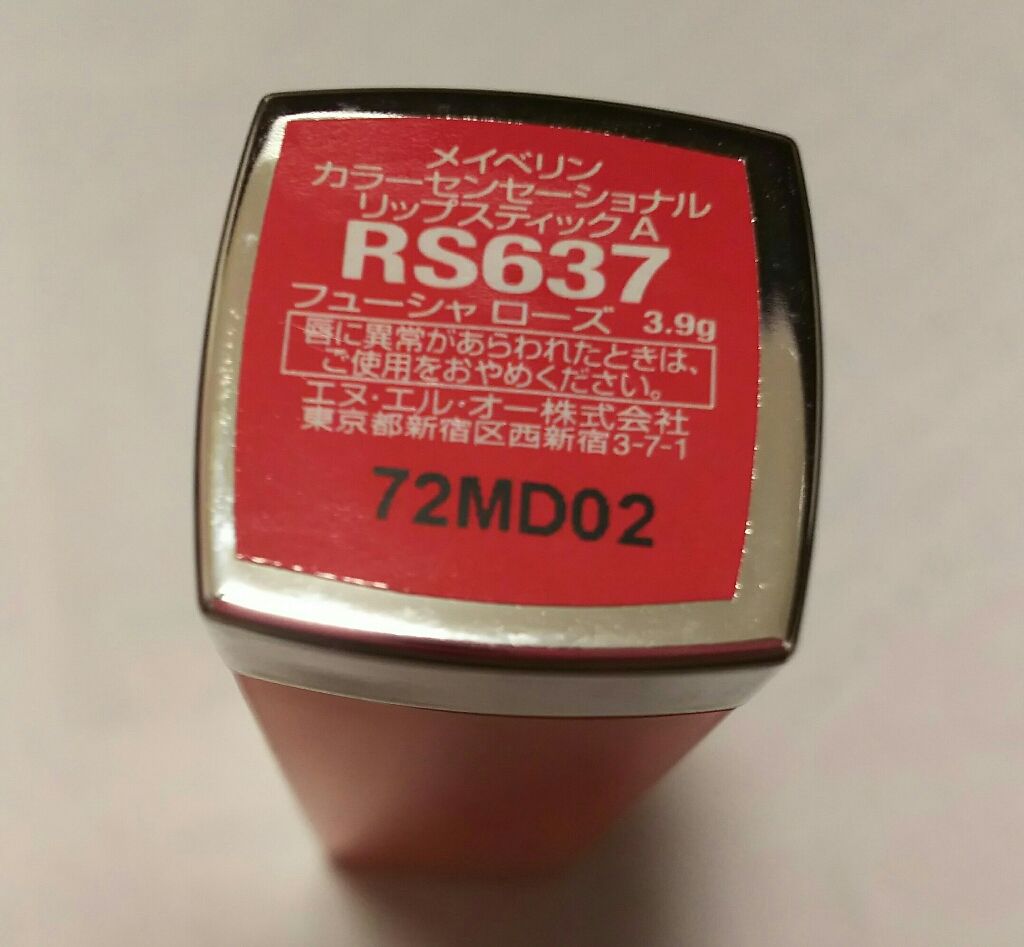 メイベリン
カラーセンセーショナル
リップスティックA
RS637
フューシャ ローズ 3.9g
唇に異常があらわれたときは、
ご使用をおやめください。
エヌ・エル・オー株式会社
東京都新宿区西新宿3-7-1
72MD02